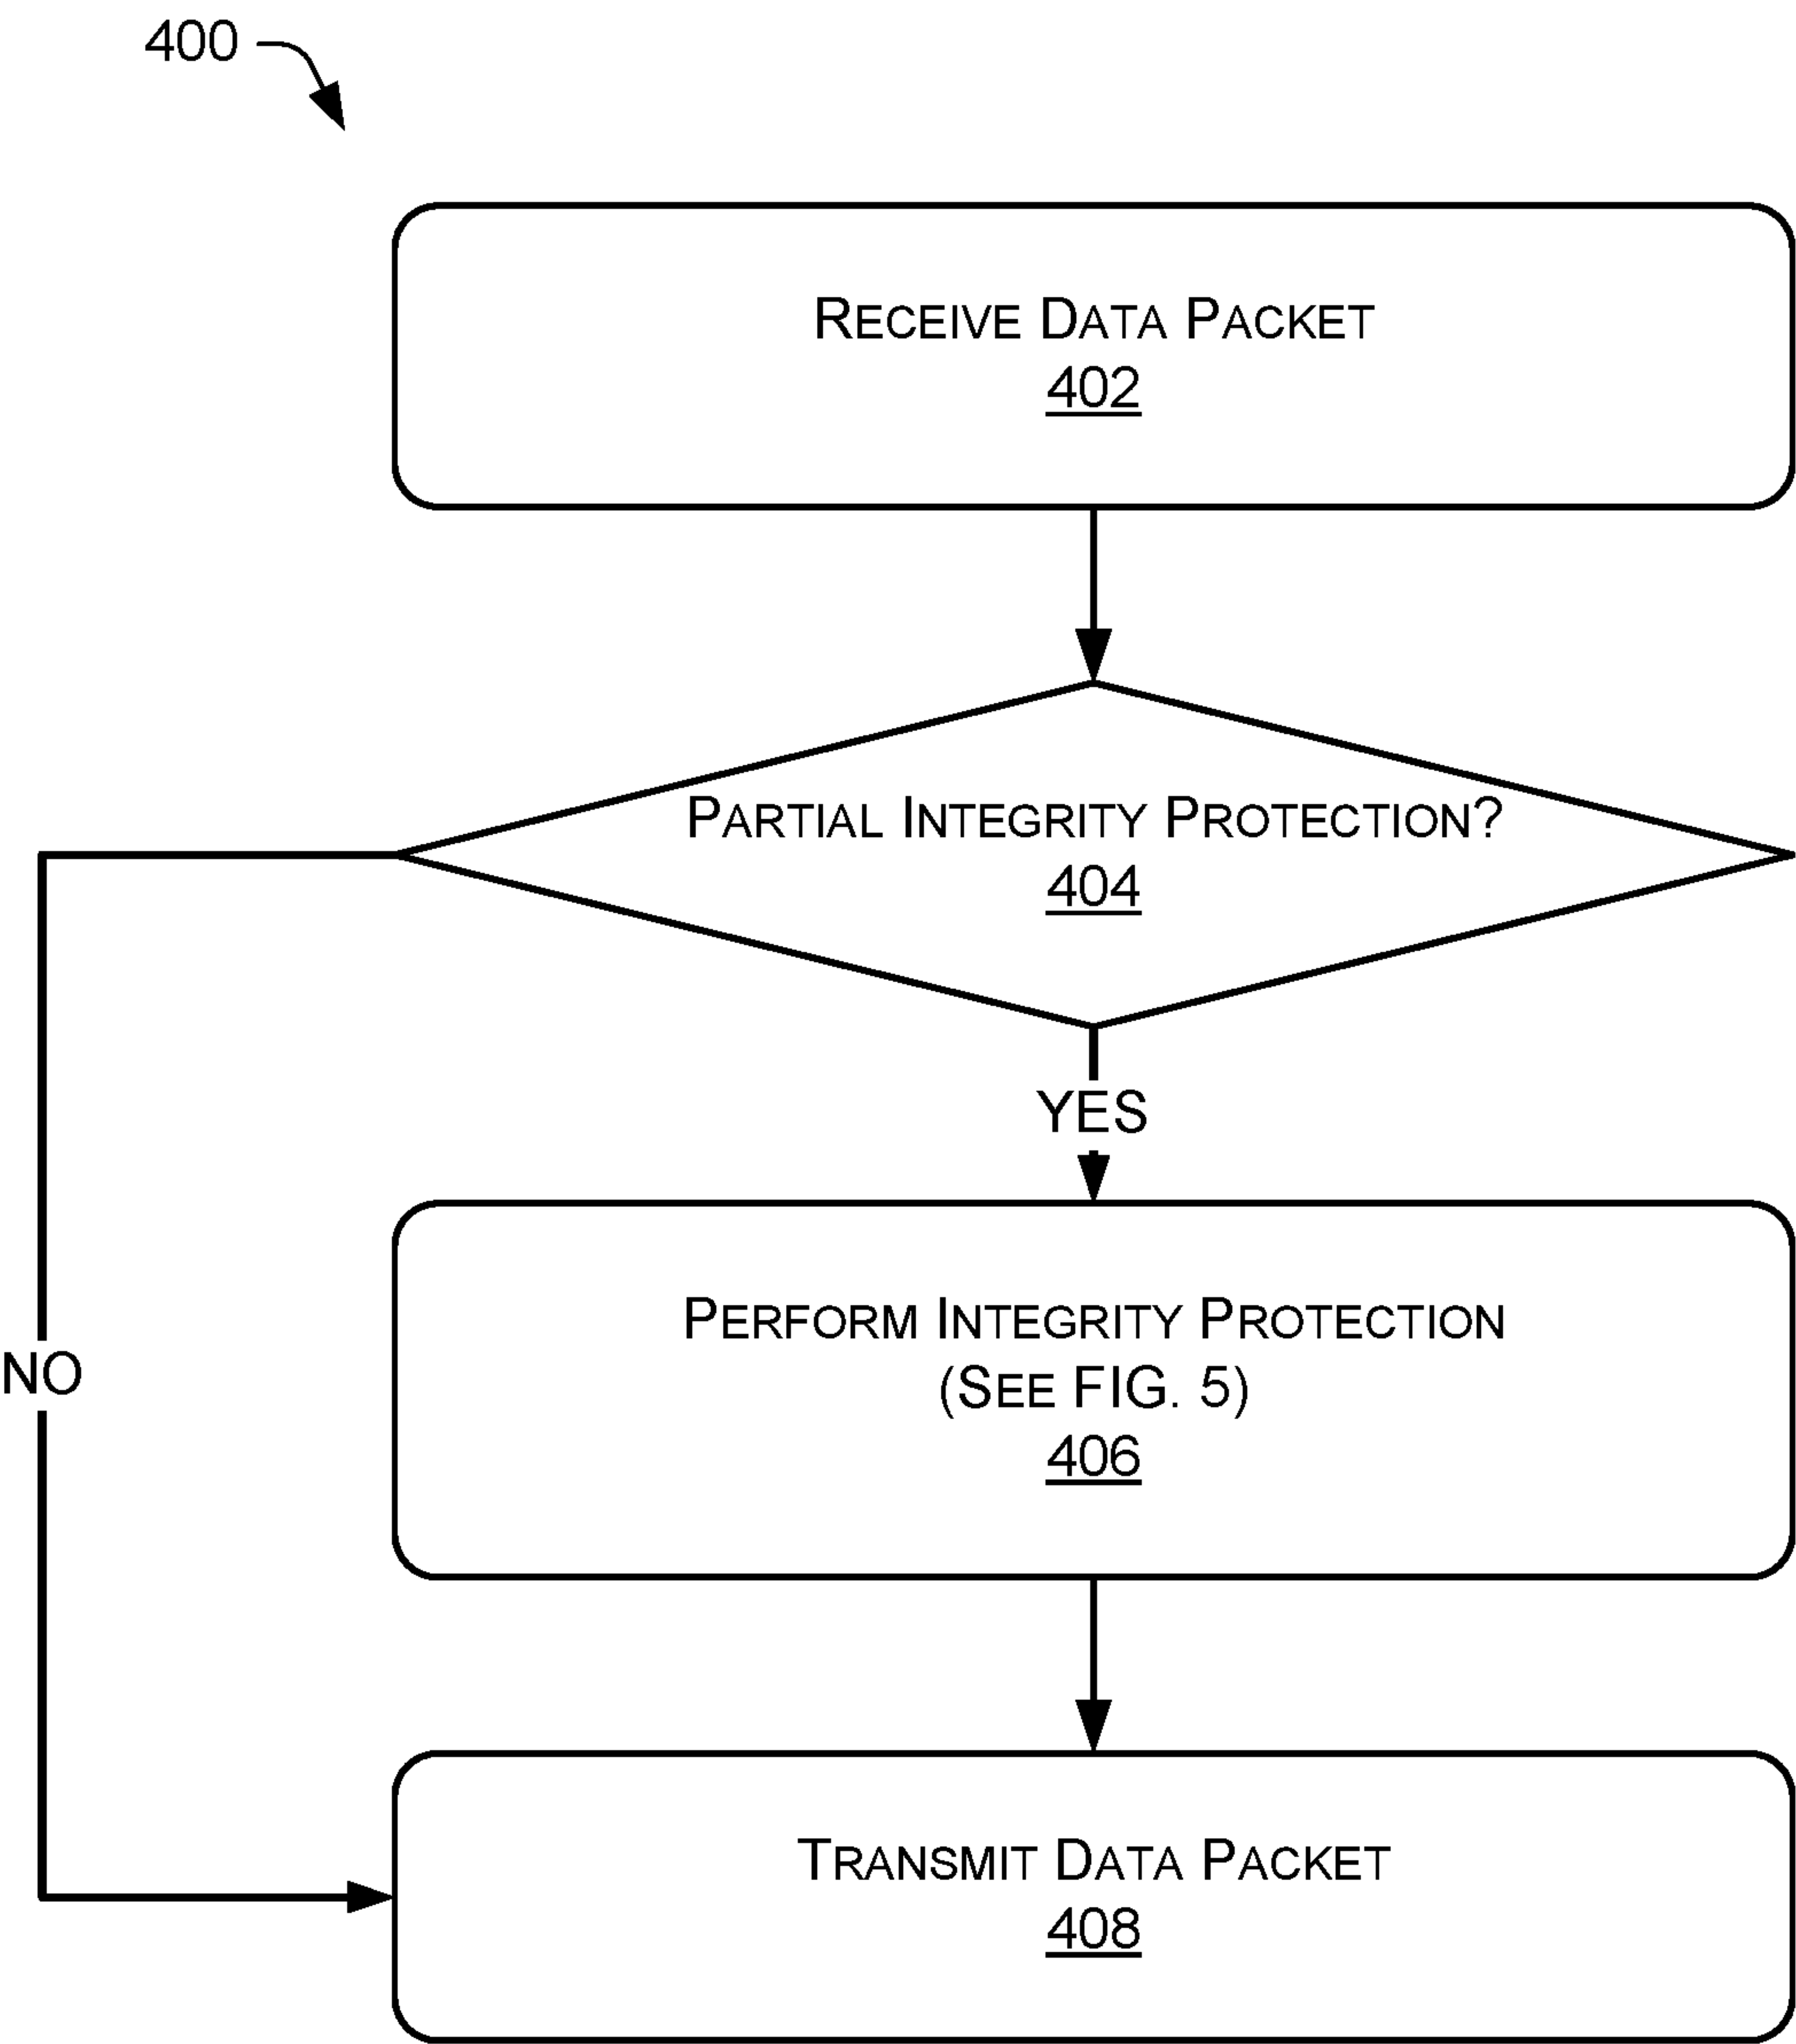 400
RECEIVE DATA PACKET
402
PARTIAL INTEGRITY PROTECTION?
404
YES
PERFORM INTEGRITY PROTECTION
(SEE FIG. 5)
406
NO
TRANSMIT DATA PACKET
408